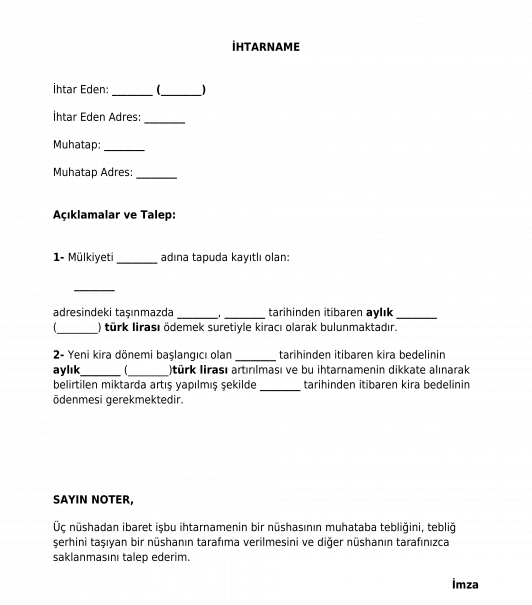 İHTARNAME
İhtar Eden: ________ (________)
İhtar Eden Adres: ________
Muhatap: ________
Muhatap Adres: ________
Açıklamalar ve Talep:
1- Mülkiyeti ________ adına tapuda kayıtlı olan:
________
adresindeki taşınmazda ________, ________ tarihinden itibaren aylık ________
(________) türk lirası ödemek suretiyle kiracı olarak bulunmaktadır.
2- Yeni kira dönemi başlangıcı olan ________ tarihinden itibaren kira bedelinin
aylık________ (________)türk lirası artırılması ve bu ihtarnamenin dikkate alınarak
belirtilen miktarda artış yapılmış şekilde ________ tarihinden itibaren kira bedelinin
ödenmesi gerekmektedir.
SAYIN NOTER,
Üç nüshadan ibaret işbu ihtarnamenin bir nüshasının muhataba tebliğini, tebliğ
şerhini taşıyan bir nüshanın tarafıma verilmesini ve diğer nüshanın tarafınızca
saklanmasını talep ederim.
İmza